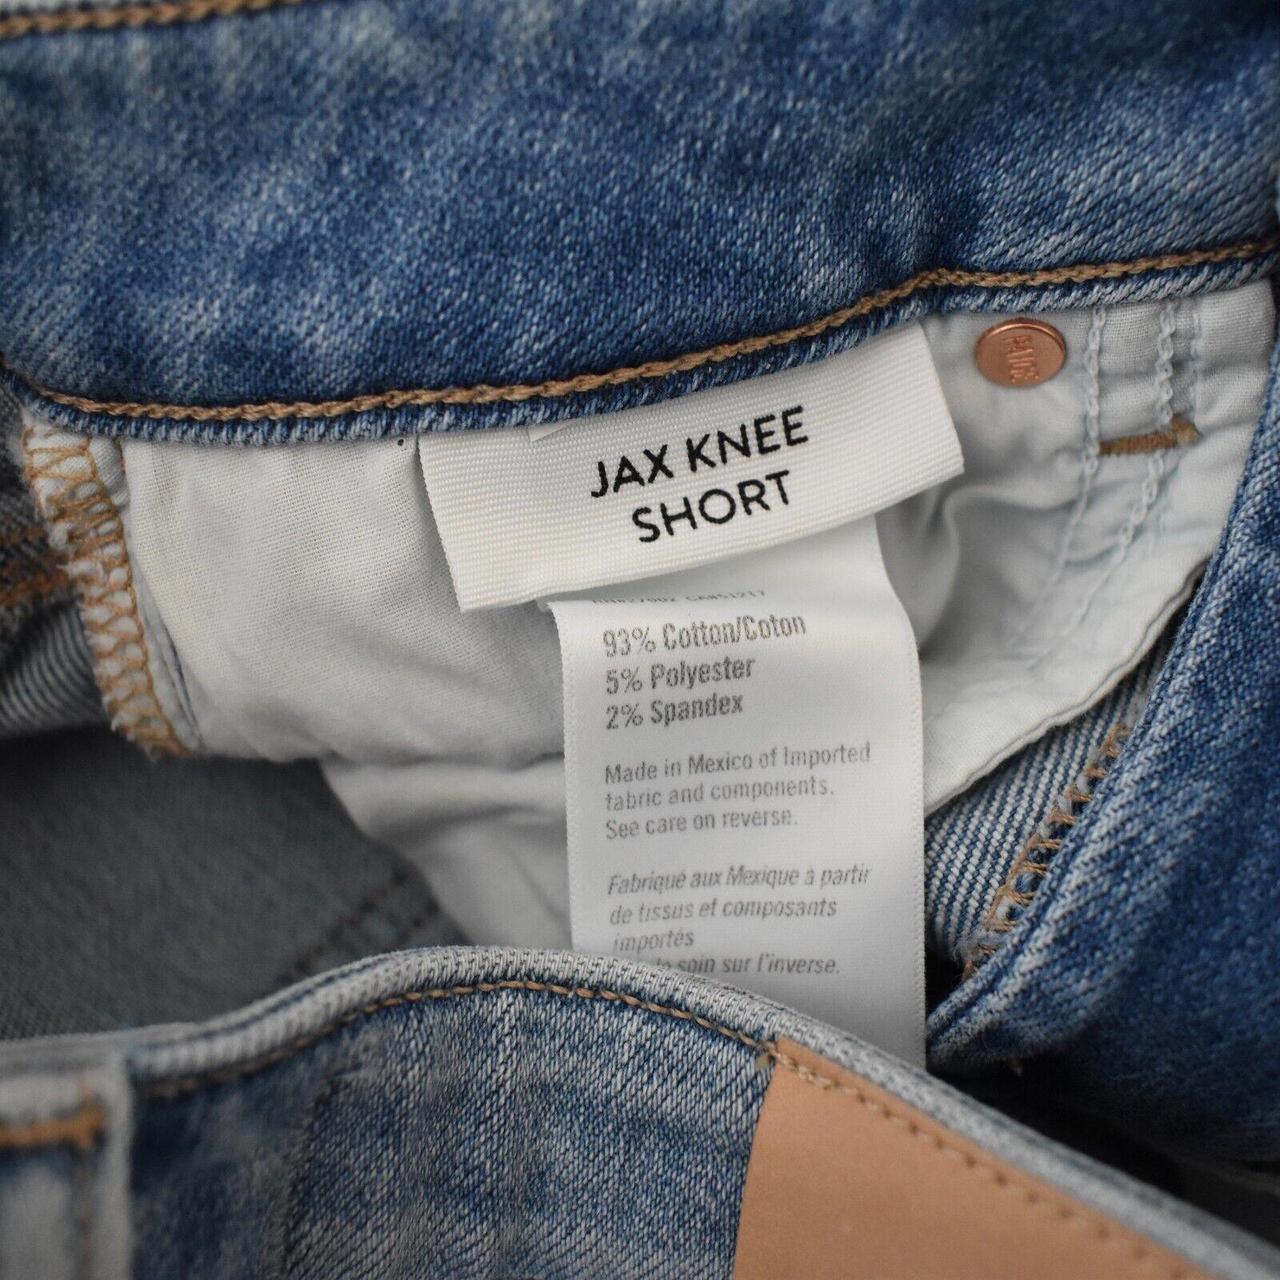 PAIGE
JAX KNEE
SHORT
93% Cotton/Coton
5% Polyester
2% Spandex
Made in Mexico of Imported
fabric and components.
See care on reverse.
Fabriqué aux Mexique à partir
de tissus et composants
importés
soin sur l'inverse.